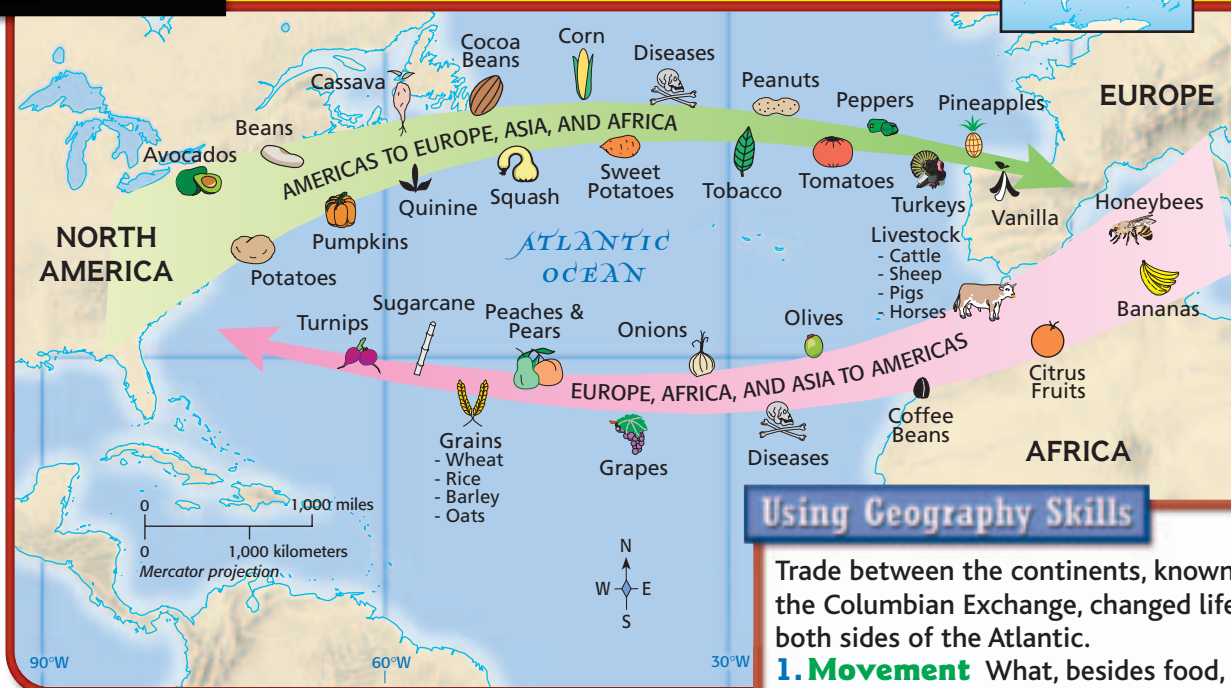 Cassava
Cocoa
Beans
Corn
Diseases
Peanuts
Peppers
Pineapples
EUROPE
Beans
Avocados
AMERICAS TO EUROPE, ASIA, AND AFRICA
Quinine
Squash
Sweet
Potatoes
Tobacco
Tomatoes
Turkeys
Vanilla
Honeybees
Pumpkins
NORTH
AMERICA
Potatoes
ATLANTIC
OCEAN
Livestock
- Cattle
- Sheep
- Pigs
- Horses
Bananas
Turnips
Sugarcane
Peaches &
Pears
Onions
Olives
EUROPE, AFRICA, AND ASIA TO AMERICAS
Citrus
Fruits
Coffee
Beans
AFRICA
Grains
- Wheat
- Rice
- Barley
- Oats
Grapes
Diseases
0 1,000 miles
0 1,000 kilometers
Mercator projection
N
W E
S
90°W 60°W 30°W
Using Geography Skills
Trade between the continents, known
the Columbian Exchange, changed life
both sides of the Atlantic.
1. Movement What, besides food,